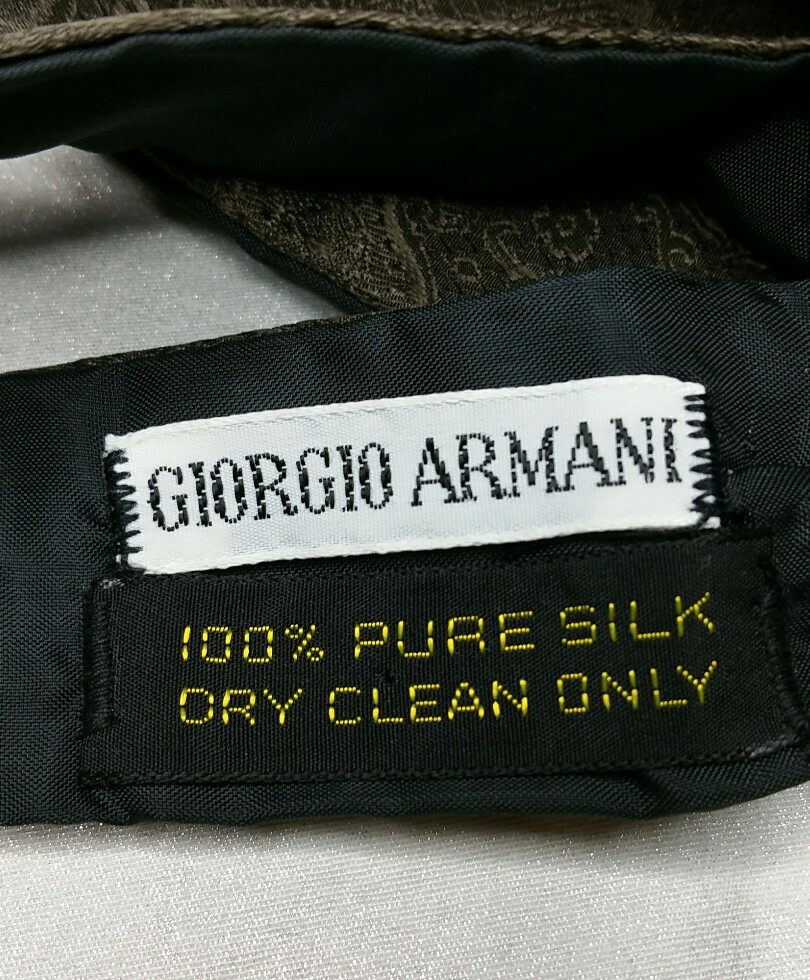 GIORGIO ARMANI
100% PURE SILK
DRY CLEAN ONLY